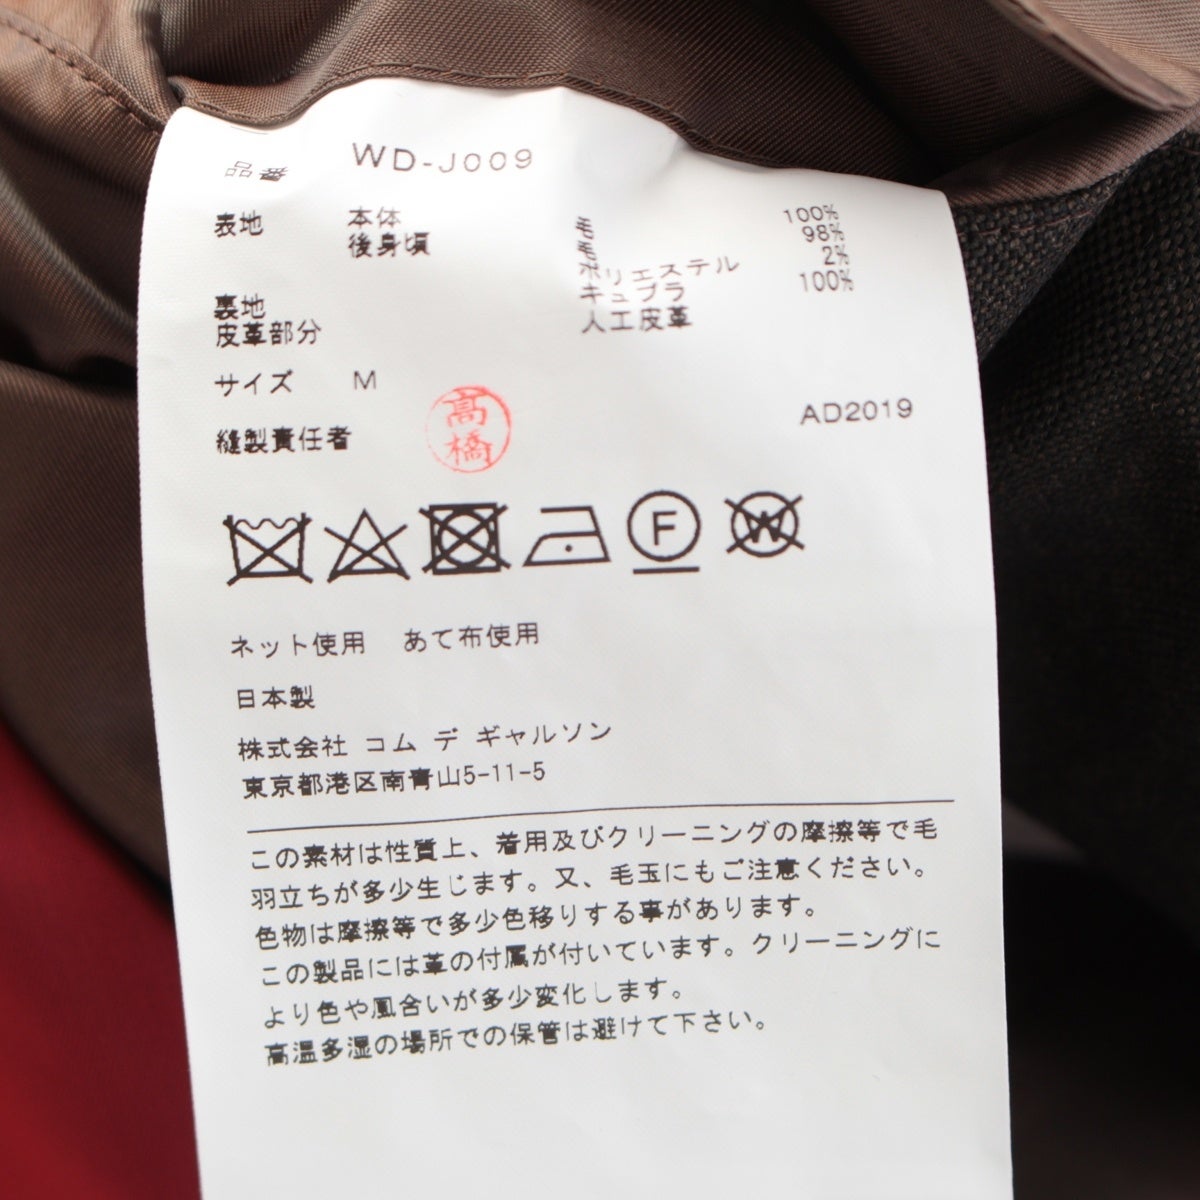 品番 WD-J009
表地 本体 毛 100%
後身頃 毛 98%
ポリエステル 2%
裏地 キュプラ 100%
皮革部分 人工皮革
サイズ M
AD2019
縫製責任者 高橋
F
W
ネット使用 あて布使用
日本製
株式会社 コム デ ギャルソン
東京都港区南青山5-11-5
この素材は性質上、着用及びクリーニングの摩擦等で毛
羽立ちが多少生じます。又、毛玉にもご注意ください。
色物は摩擦等で多少色移りする事があります。
この製品には革の付属が付いています。クリーニングに
より色や風合いが多少変化します。
高温多湿の場所での保管は避けて下さい。